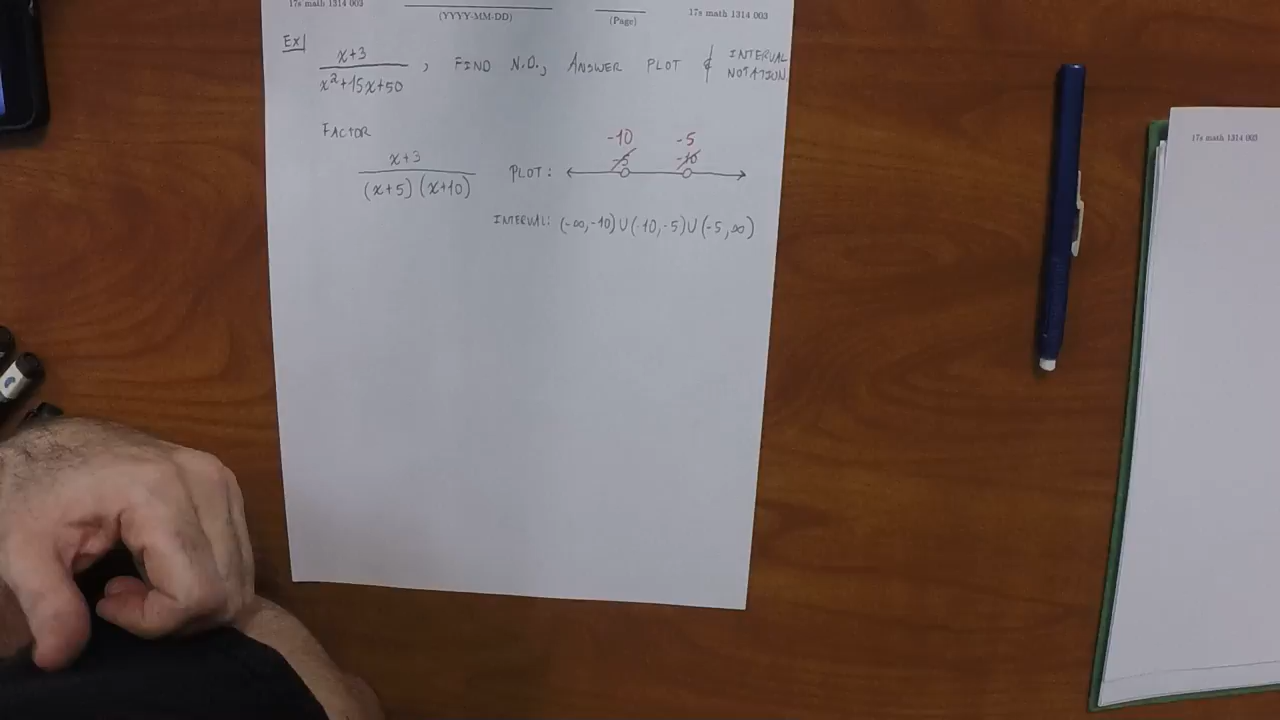 17s math 1314 003
(YYYY-MM-DD)
(Page)
17s math 1314 003
Ex|
x+3
x²+15x+50
, FIND N.D., ANSWER PLOT & INTERVAL NOTATION.
FACTOR
x+3
(x+5)(x+10)
-10 -5
-5 -10
PLOT:
INTERVAL: (-∞,-10)∪(-10,-5)∪(-5,∞)
17s math 1314 003